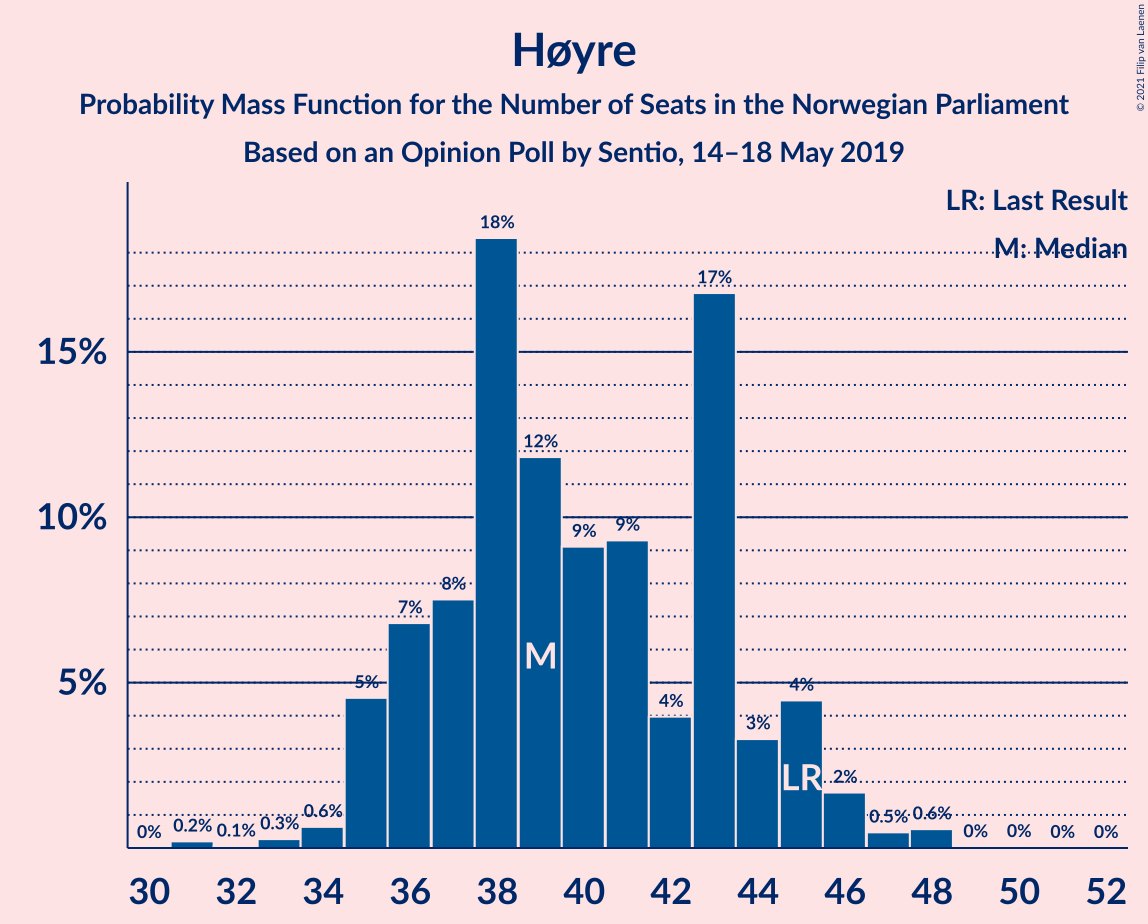 Høyre
Probability Mass Function for the Number of Seats in the Norwegian Parliament
Based on an Opinion Poll by Sentio, 14–18 May 2019
© 2021 Filip van Laenen
LR: Last Result
M: Median
15%
10%
5%
0%
0.2%
0.1%
0.3%
0.6%
5%
7%
8%
18%
12%
9%
9%
4%
17%
3%
4%
2%
0.5%
0.6%
0%
0%
0%
0%
M
LR
30 32 34 36 38 40 42 44 46 48 50 52